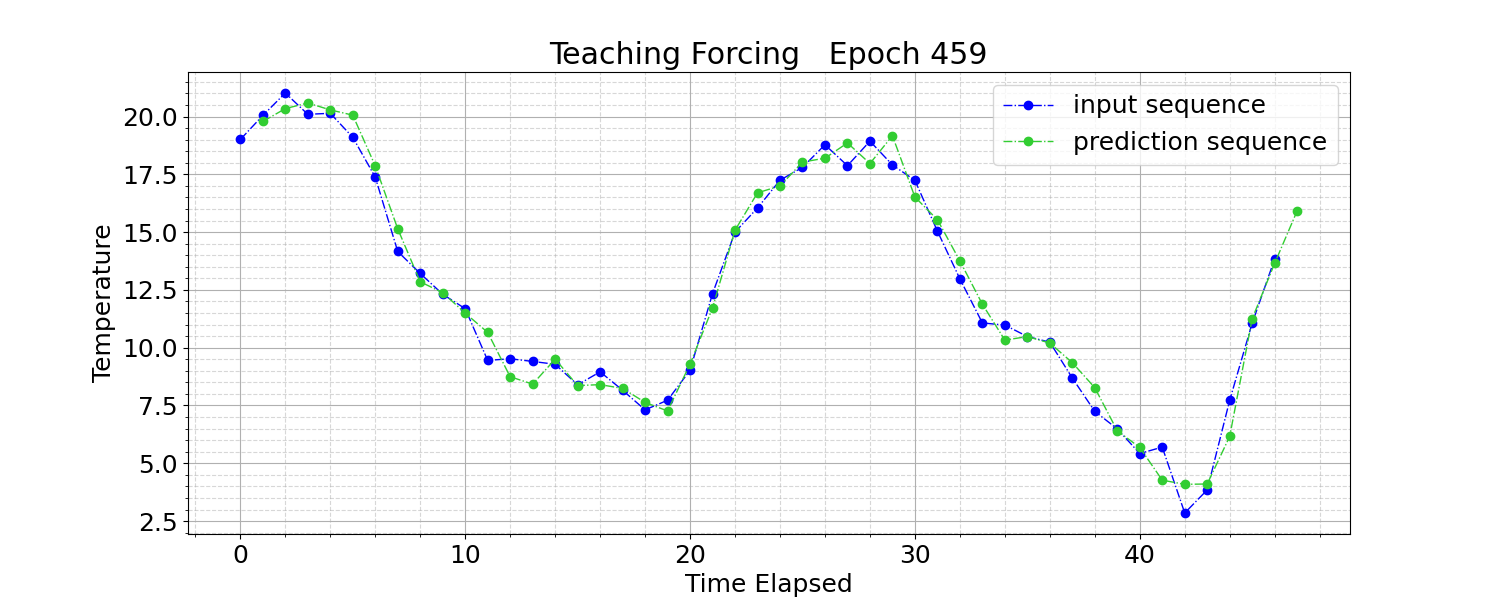 Teaching Forcing   Epoch 459
input sequence
prediction sequence
Temperature
20.0
17.5
15.0
12.5
10.0
7.5
5.0
2.5
0 10 20 30 40
Time Elapsed